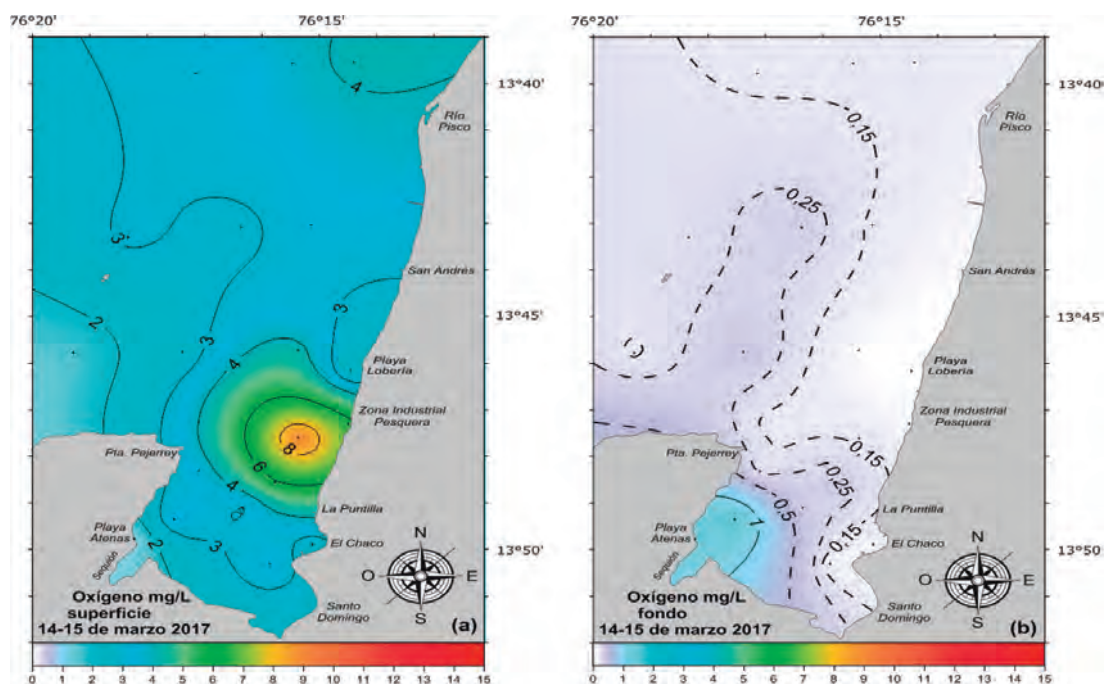 76°20'
76°15'
4
13°40'
Río
Pisco
3
San Andrés
2
3
3
13°45'
Playa
Lobería
4
Zona Industrial
Pesquera
8
6
Pta. Pejerrey
4
La Puntilla
Playa
Atenas
2
3
El Chaco
N
O
E
S
13°50'
Sequión
Oxígeno mg/L
superficie
14-15 de marzo 2017
Santo
Domingo
(a)
0 1 2 3 4 5 6 7 8 9 10 11 12 13 14 15
76°20'
76°15'
13°40'
0,15
Río
Pisco
0,25
San Andrés
13°45'
Playa
Lobería
Zona Industrial
Pesquera
Pta. Pejerrey
0,15
0,25
0,5
La Puntilla
1
Playa
Atenas
0,15
El Chaco
N
O
E
S
13°50'
Sequión
Oxígeno mg/L
fondo
14-15 de marzo 2017
Santo
Domingo
(b)
0 1 2 3 4 5 6 7 8 9 10 11 12 13 14 15